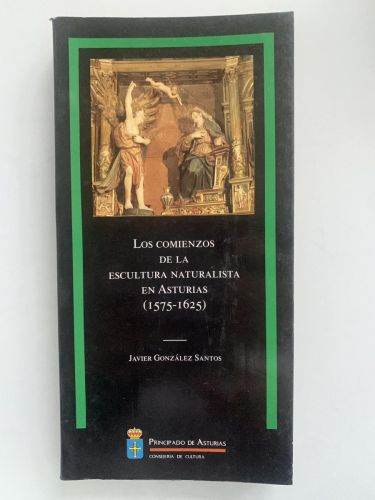 Los comienzos
de la
escultura naturalista
en Asturias
(1575-1625)
Javier González Santos
Principado de Asturias
consejería de cultura